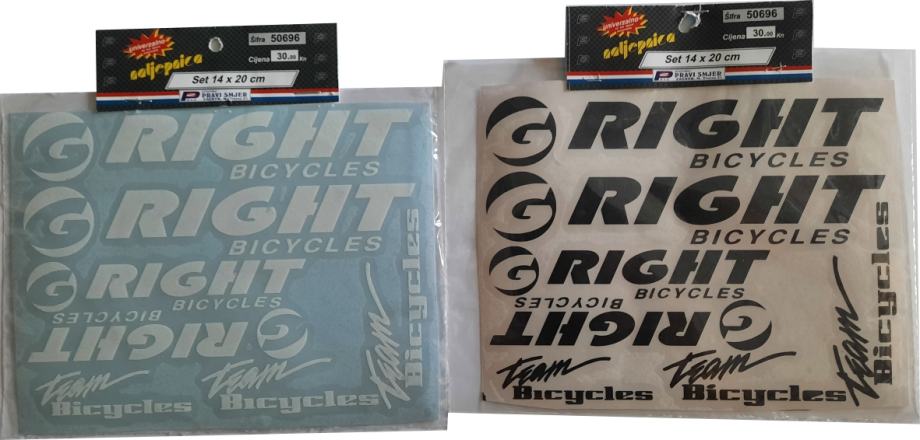 univerzalne
naljepnica
Šifra 50696
Cijena 30.00 Kn
Set 14 x 20 cm
PRAVI SMJER
G RIGHT
BICYCLES
G RIGHT
BICYCLES
G RIGHT
BICYCLES
G RIGHT
BICYCLES
Team
Bicycles
Team
Bicycles
Team
Bicycles
univerzalne
naljepnica
Šifra 50696
Cijena 30.00 Kn
Set 14 x 20 cm
PRAVI SMJER
G RIGHT
BICYCLES
G RIGHT
BICYCLES
G RIGHT
BICYCLES
G RIGHT
BICYCLES
Team
Bicycles
Team
Bicycles
Team
Bicycles